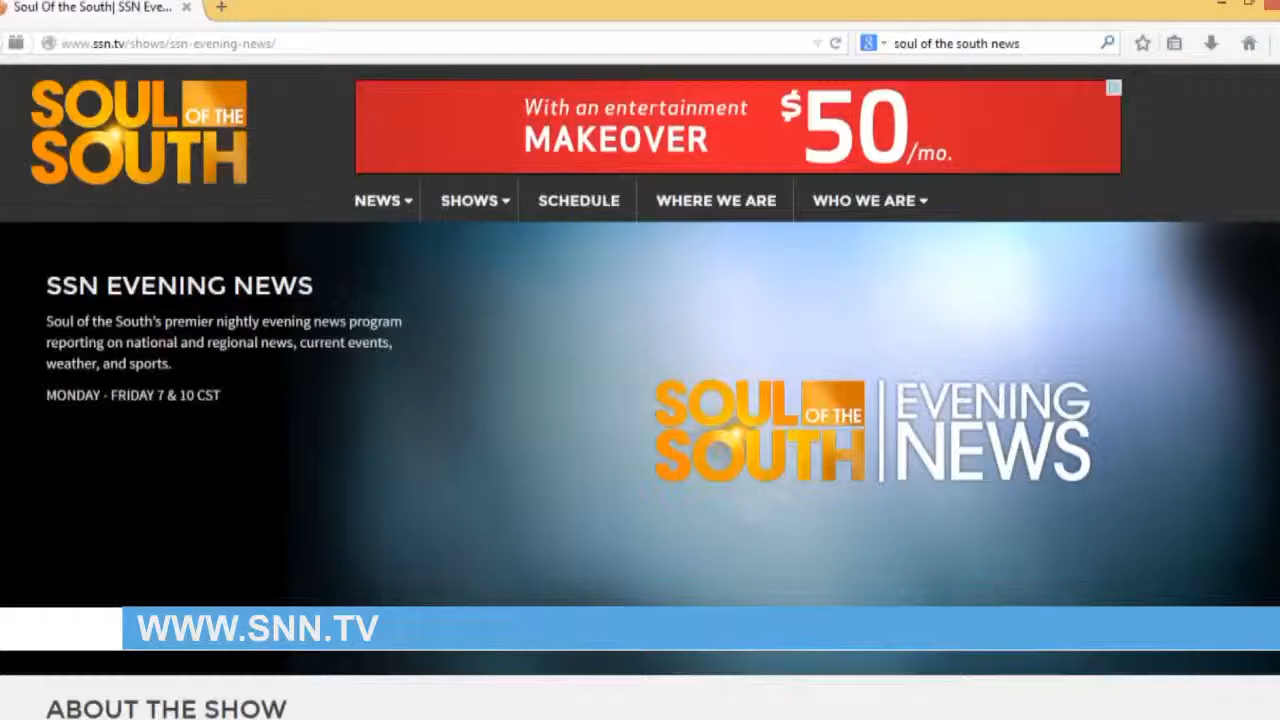 Soul Of the South| SSN Eve...
www.ssn.tv/shows/ssn-evening-news/
soul of the south news
SOUL
OF THE
SOUTH
With an entertainment
MAKEOVER
$50/mo.
NEWS
SHOWS
SCHEDULE
WHERE WE ARE
WHO WE ARE
SSN EVENING NEWS
Soul of the South's premier nightly evening news program
reporting on national and regional news, current events,
weather, and sports.
MONDAY - FRIDAY 7 & 10 CST
SOUL
OF THE
SOUTH
EVENING
NEWS
WWW.SNN.TV
ABOUT THE SHOW